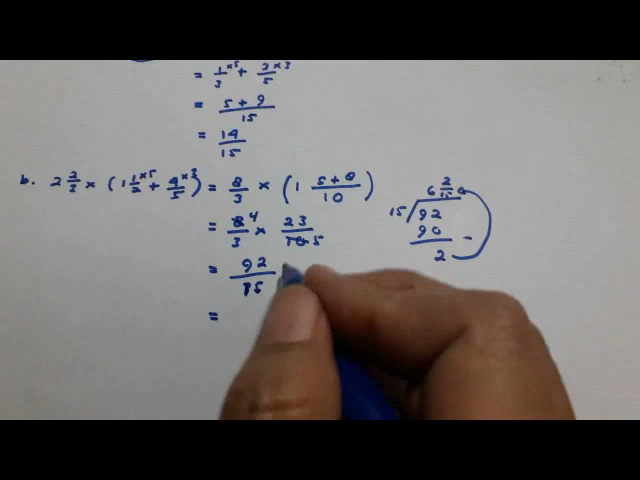 = 1/3 ×5 + 3/5 ×3
= 5 + 9 / 15
= 14/15
b. 2 2/3 × (1 1/2 ×5 + 4/5 ×2) = 8/3 × (1 5+8/10)
= 8/3 4 × 23/10 5
= 92/15
=
6 2/15
15 92
90 -
2